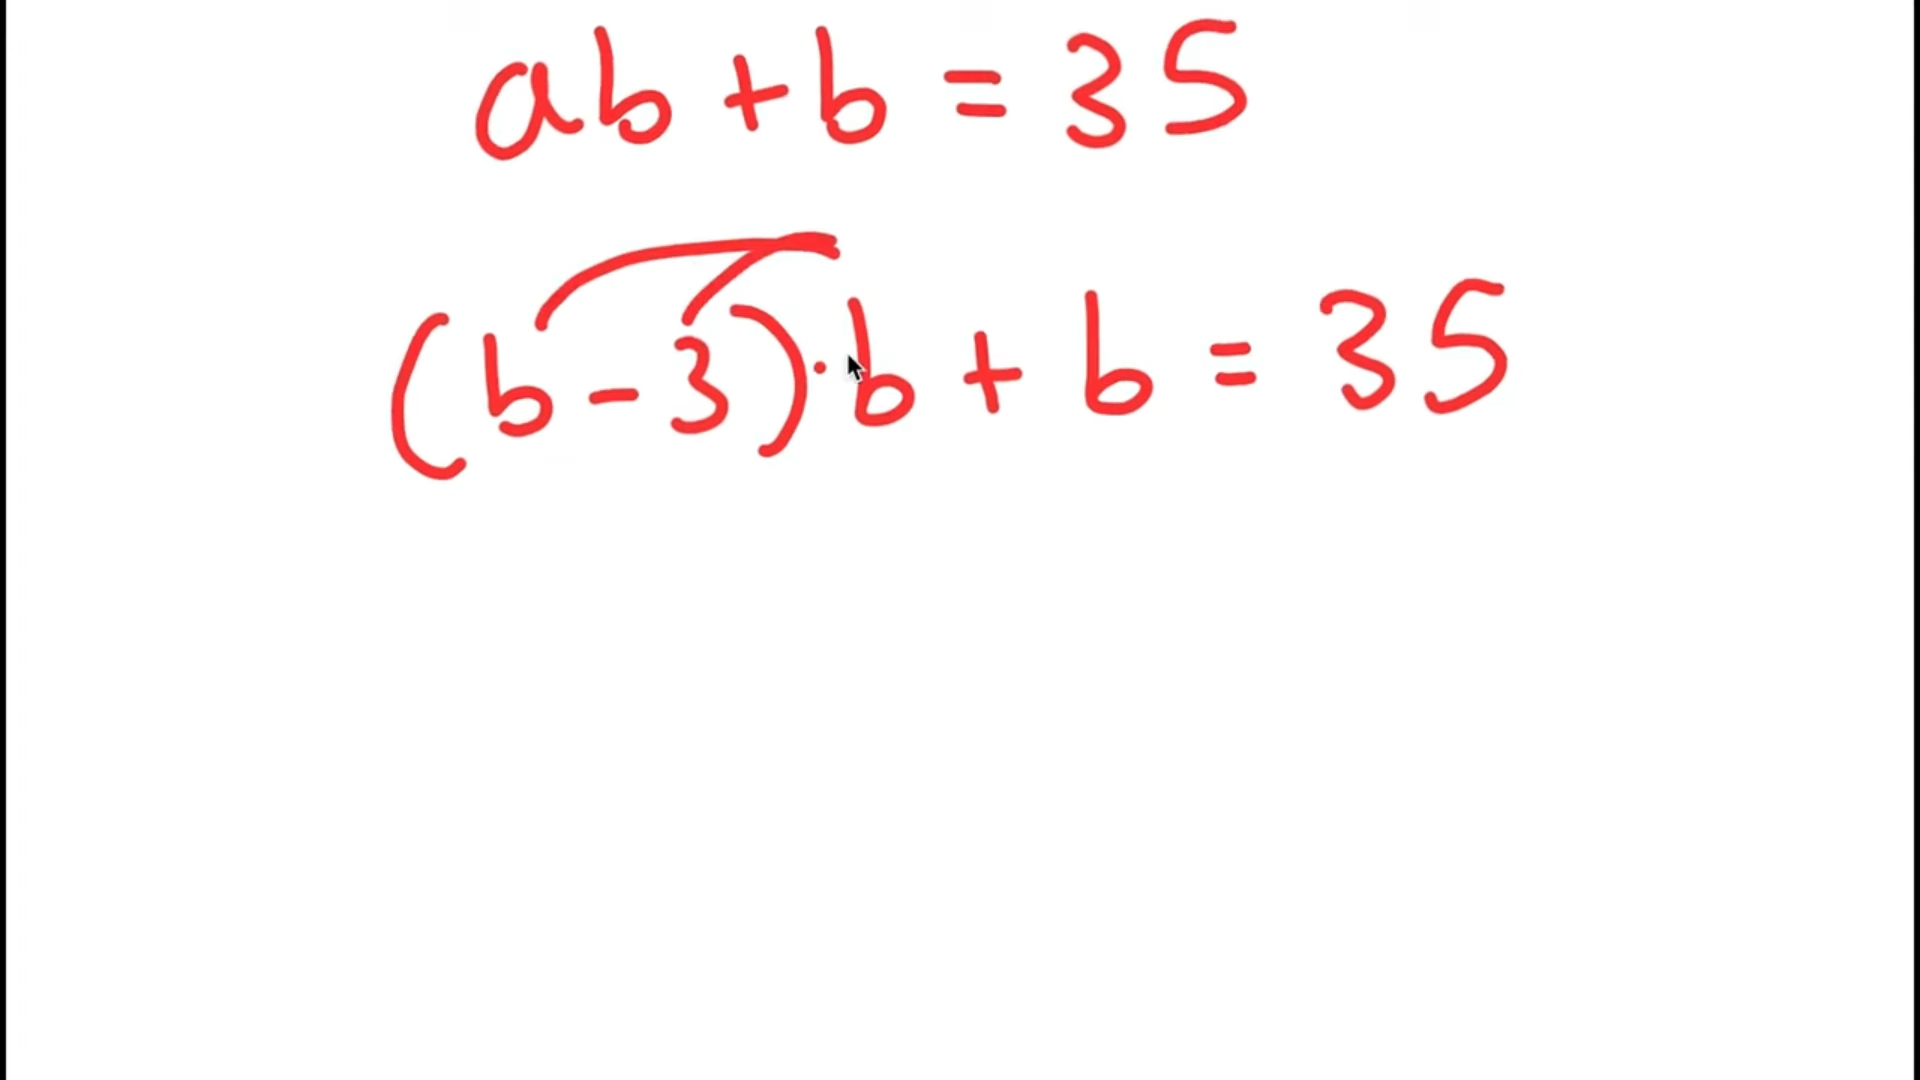 ab + b = 35
(b - 3) · b + b = 35